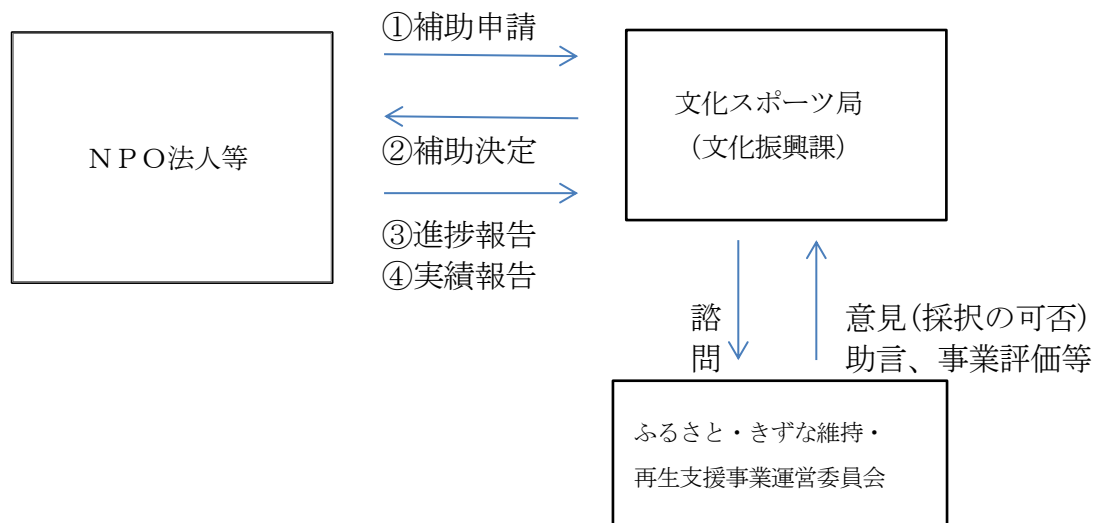 ①補助申請
ＮＰＯ法人等
文化スポーツ局
（文化振興課）
②補助決定
③進捗報告
④実績報告
諮
問
意見(採択の可否)
助言、事業評価等
ふるさと・きずな維持・
再生支援事業運営委員会